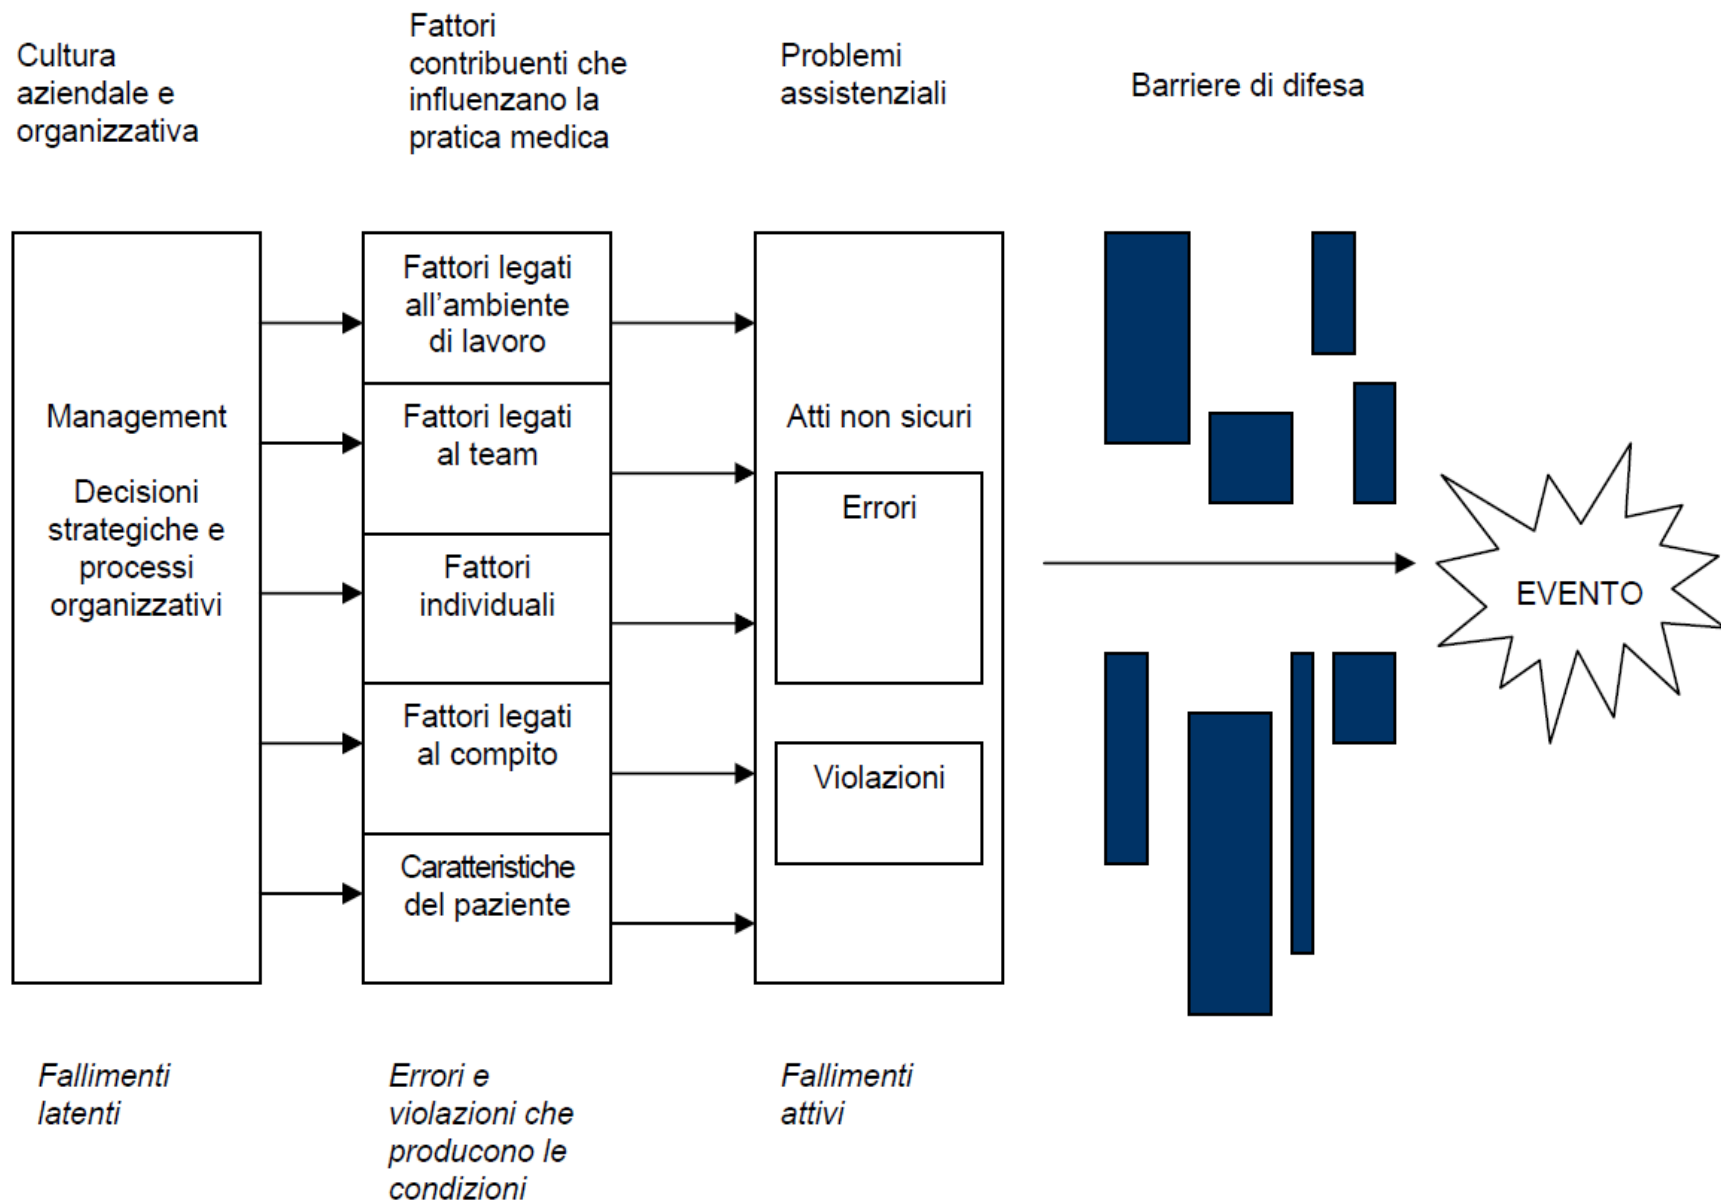 Cultura
aziendale e
organizzativa
Fattori
contribuenti che
influenzano la
pratica medica
Problemi
assistenziali
Barriere di difesa
Management
Decisioni
strategiche e
processi
organizzativi
Fattori legati
all'ambiente
di lavoro
Fattori legati
al team
Fattori
individuali
Fattori legati
al compito
Caratteristiche
del paziente
Atti non sicuri
Errori
Violazioni
EVENTO
Fallimenti
latenti
Errori e
violazioni che
producono le
condizioni
Fallimenti
attivi